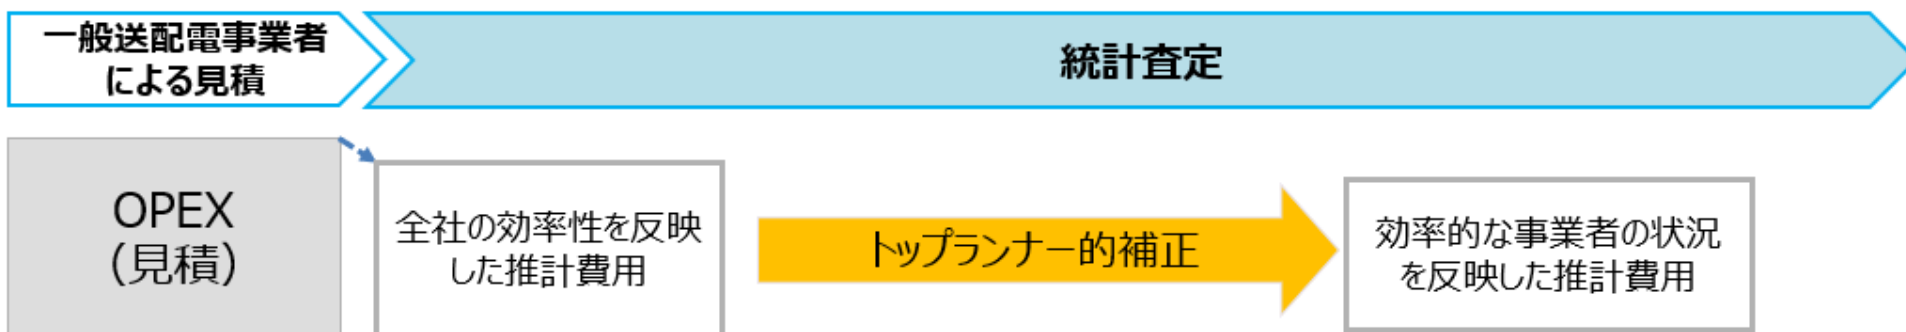 一般送配電事業者
による見積
統計査定
OPEX
（見積）
全社の効率性を反映
した推計費用
トップランナー的補正
効率的な事業者の状況
を反映した推計費用